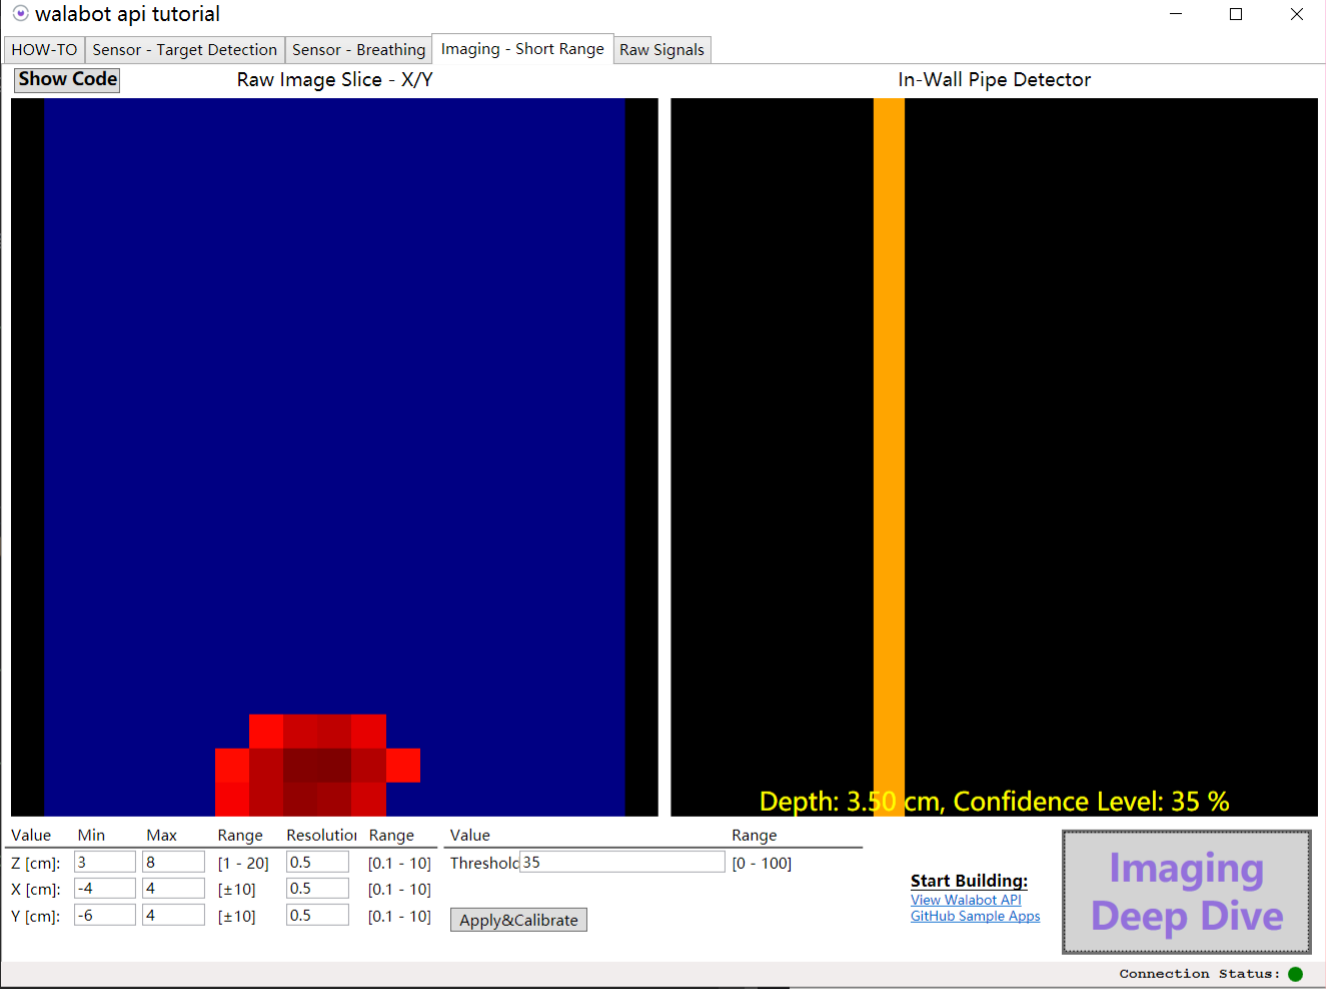 walabot api tutorial
HOW-TO Sensor - Target Detection Sensor - Breathing Imaging - Short Range Raw Signals
Show Code Raw Image Slice - X/Y In-Wall Pipe Detector
Depth: 3.50 cm, Confidence Level: 35 %
Value Min Max Range Resolution Range Value Range
Z [cm]: 3 8 [1 - 20] 0.5 [0.1 - 10] Threshold 35 [0 - 100]
X [cm]: -4 4 [±10] 0.5 [0.1 - 10]
Y [cm]: -6 4 [±10] 0.5 [0.1 - 10]
Apply&Calibrate
Start Building:
View Walabot API
GitHub Sample Apps
Imaging
Deep Dive
Connection Status: